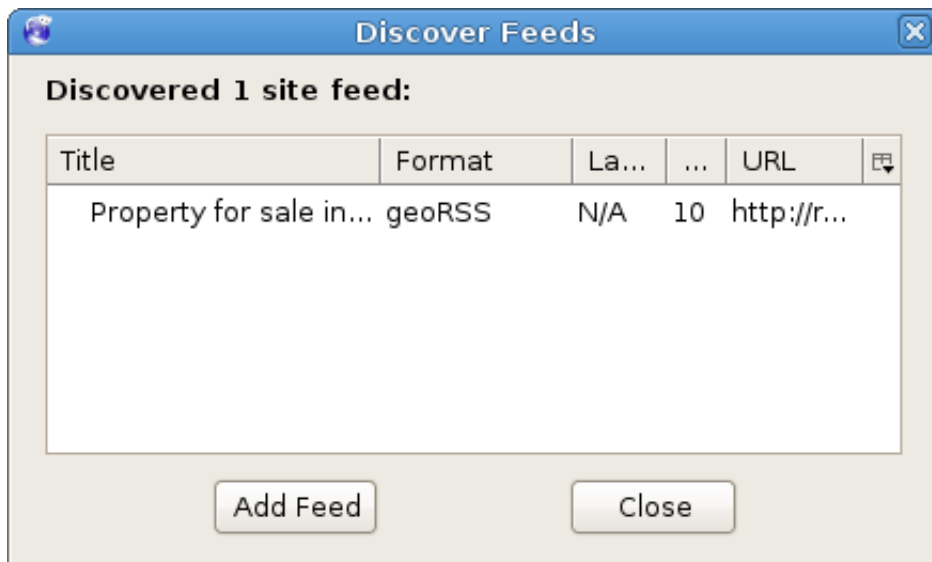 Discover Feeds
Discovered 1 site feed:
Title Format La... ... URL
Property for sale in... geoRSS N/A 10 http://r...
Add Feed Close